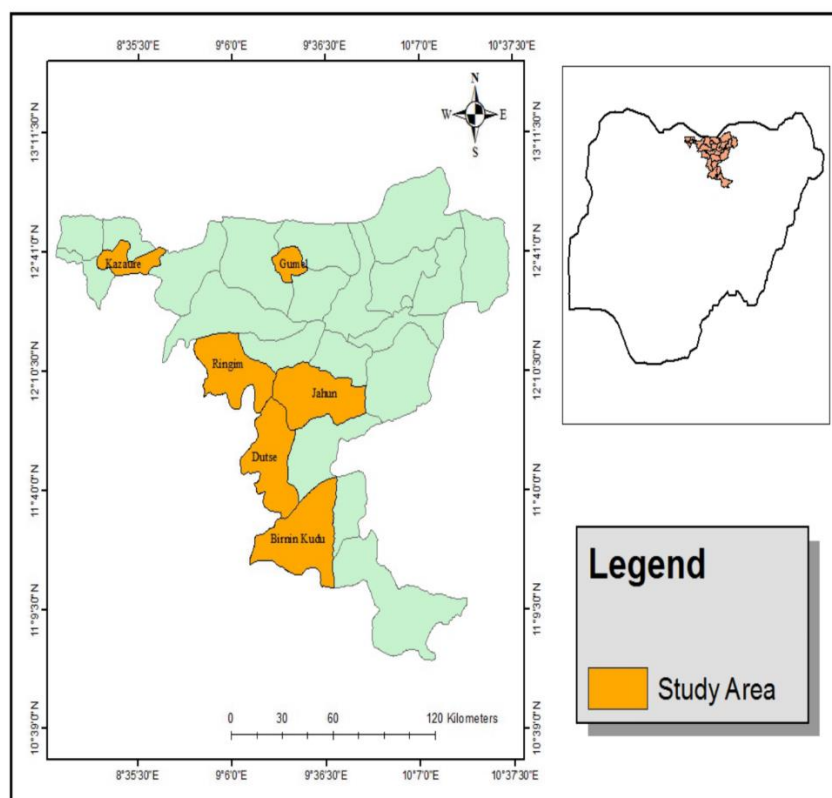 8°35'30"E 9°6'0"E 9°36'30"E 10°7'0"E 10°37'30"E
N
W E
S
13°11'30"N 13°11'30"N
12°41'0"N 12°41'0"N
Kazaure Gumel
12°10'30"N 12°10'30"N
Ringim
Jahun
Dutse
11°40'0"N 11°40'0"N
Birnin Kudu
11°9'30"N 11°9'30"N
10°39'0"N 10°39'0"N
0 30 60 120 Kilometers
8°35'30"E 9°6'0"E 9°36'30"E 10°7'0"E 10°37'30"E
Legend
Study Area